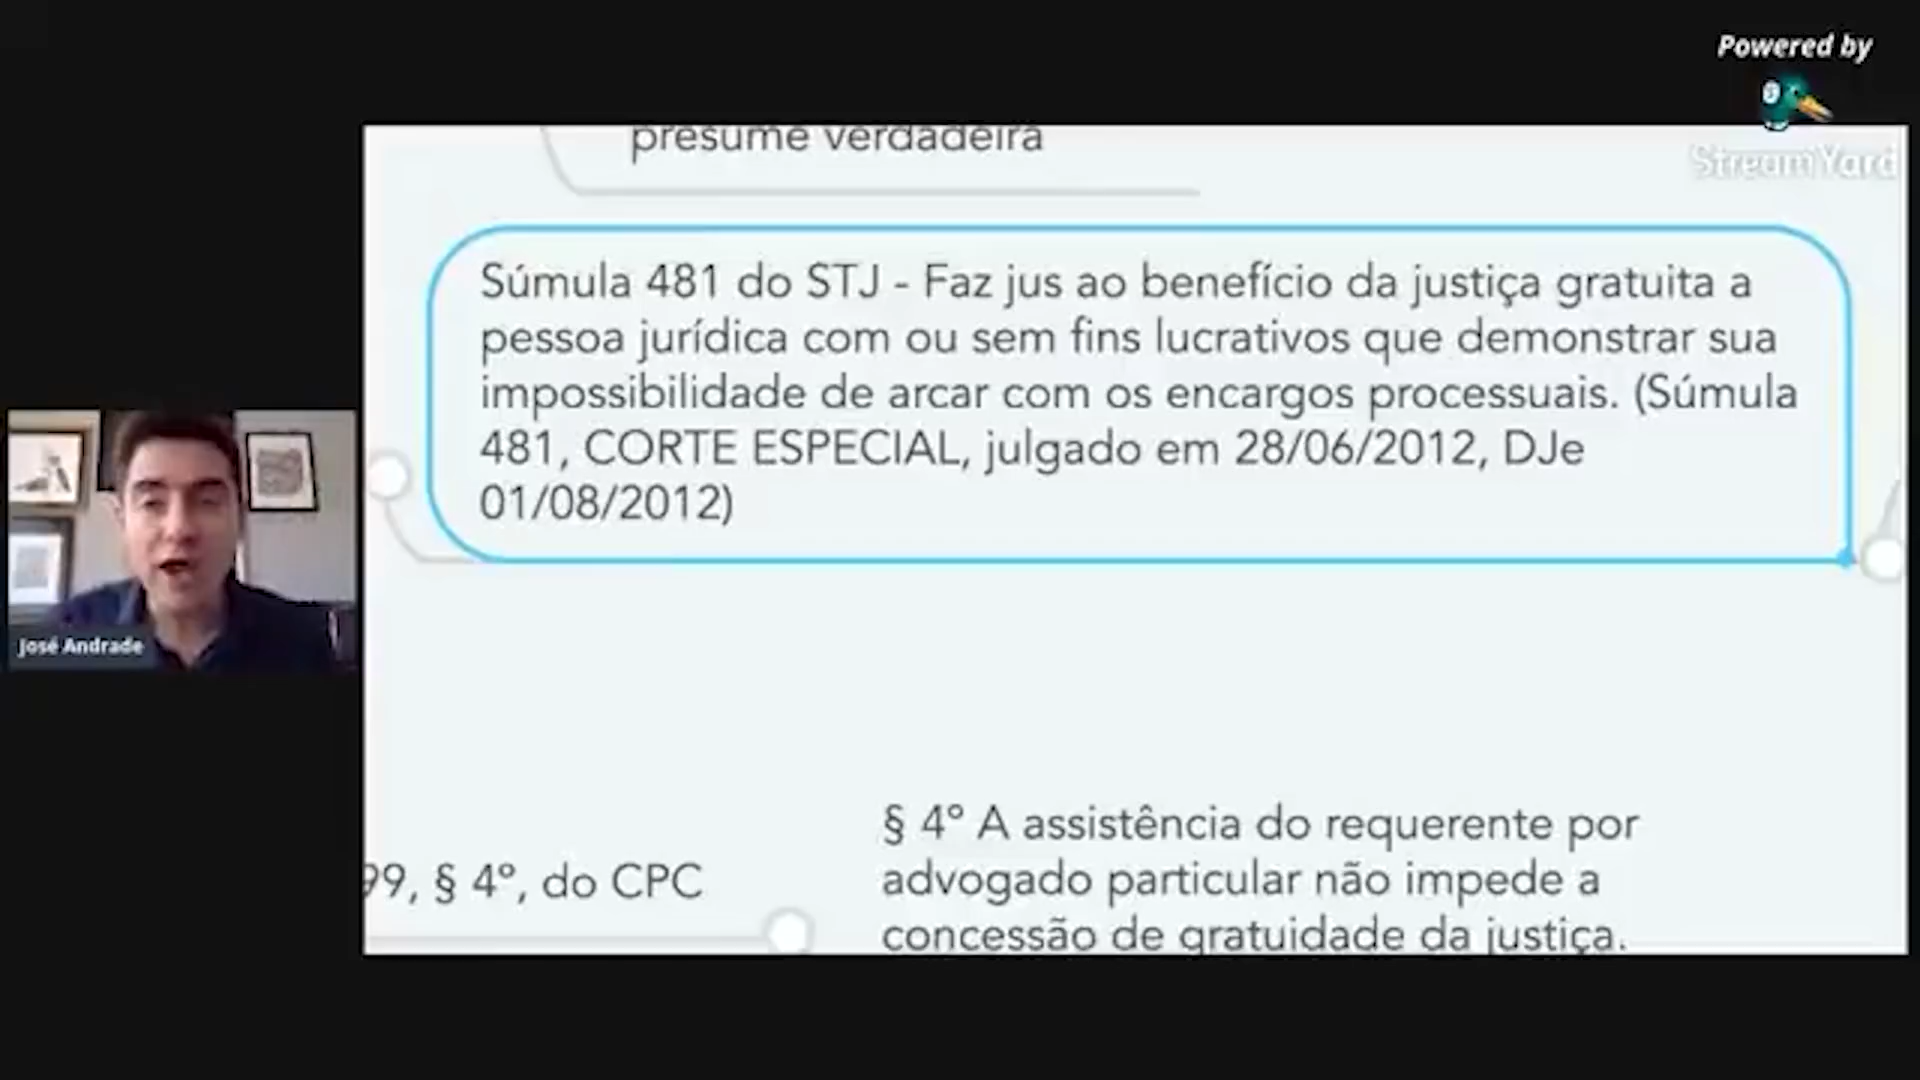 Powered by
StreamYard
presume verdadeira
Súmula 481 do STJ - Faz jus ao benefício da justiça gratuita a
pessoa jurídica com ou sem fins lucrativos que demonstrar sua
impossibilidade de arcar com os encargos processuais. (Súmula
481, CORTE ESPECIAL, julgado em 28/06/2012, DJe
01/08/2012)
José Andrade
§ 4º A assistência do requerente por
advogado particular não impede a
concessão de gratuidade da justiça.
99, § 4º, do CPC